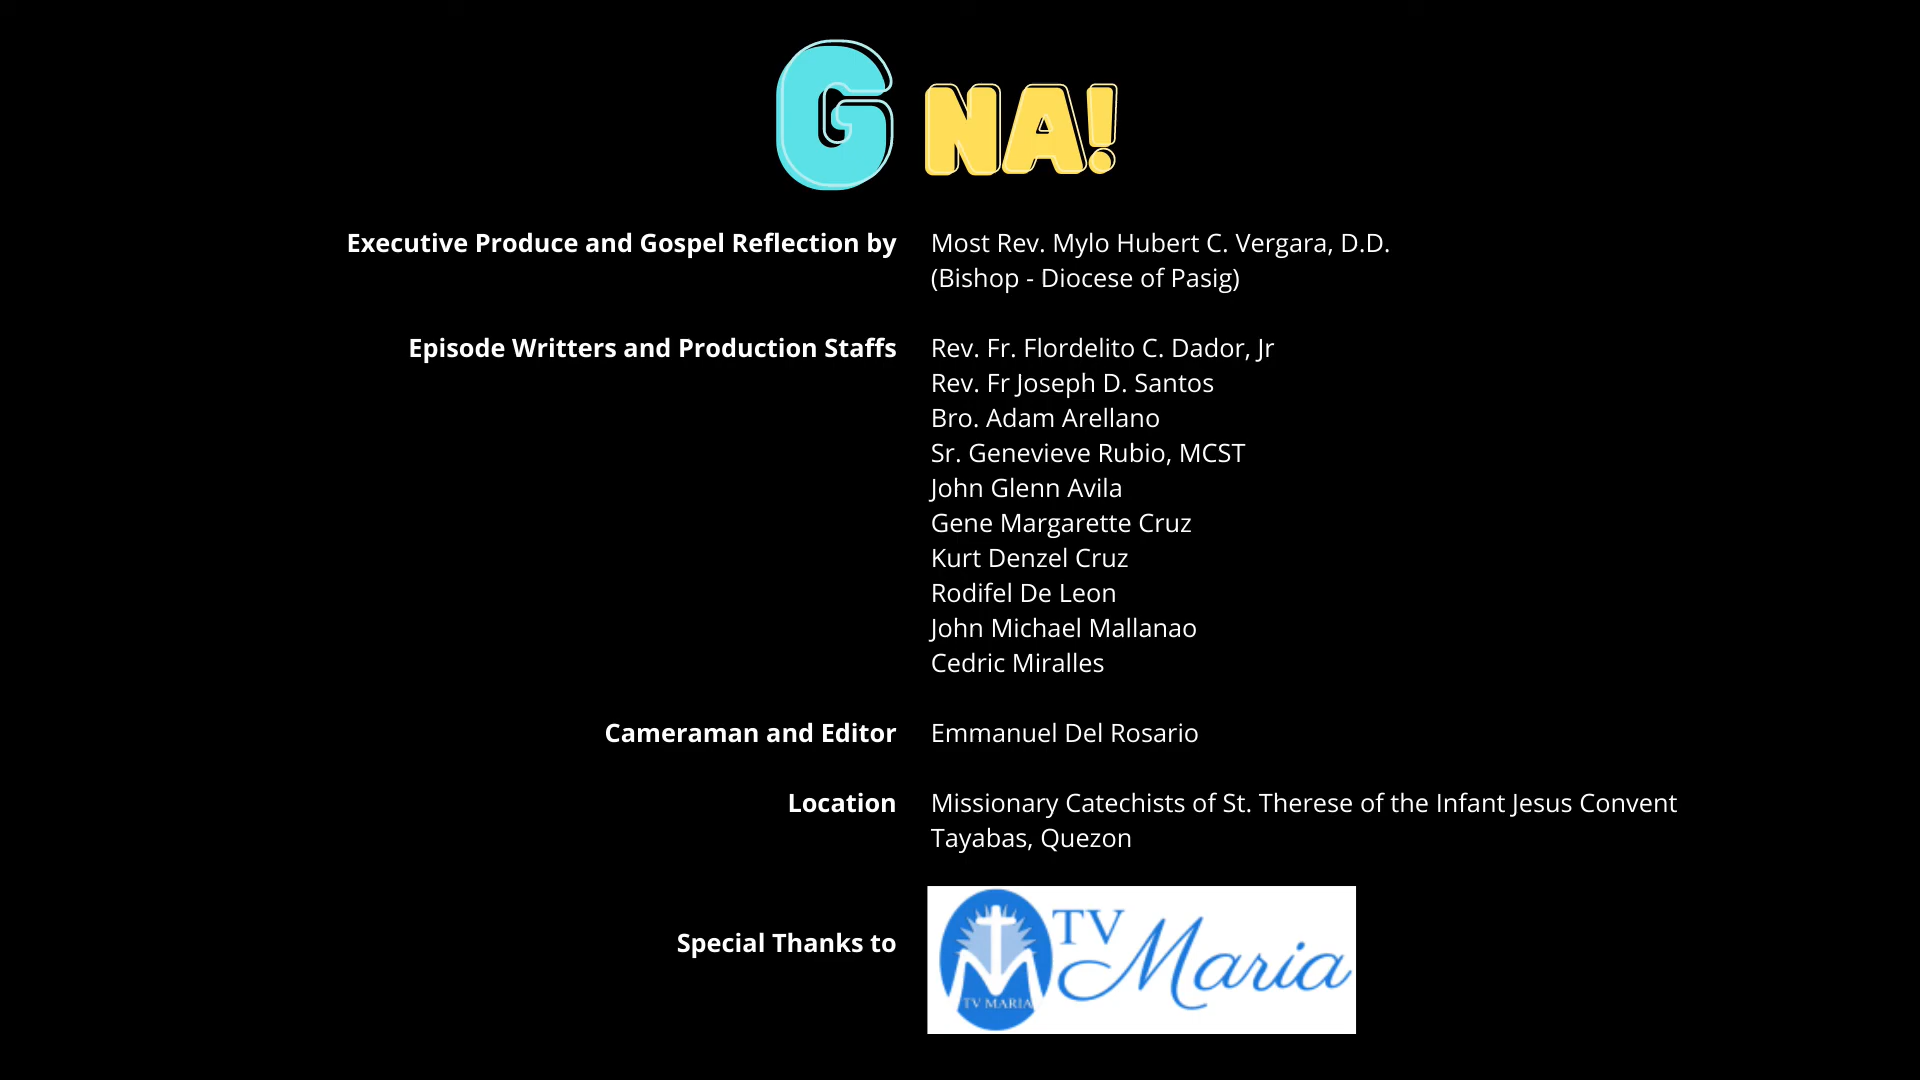 G NA!
Executive Produce and Gospel Reflection by Most Rev. Mylo Hubert C. Vergara, D.D.
(Bishop - Diocese of Pasig)
Episode Writters and Production Staffs Rev. Fr. Flordelito C. Dador, Jr
Rev. Fr Joseph D. Santos
Bro. Adam Arellano
Sr. Genevieve Rubio, MCST
John Glenn Avila
Gene Margarette Cruz
Kurt Denzel Cruz
Rodifel De Leon
John Michael Mallanao
Cedric Miralles
Cameraman and Editor Emmanuel Del Rosario
Location Missionary Catechists of St. Therese of the Infant Jesus Convent
Tayabas, Quezon
Special Thanks to TV Maria
TV MARIA